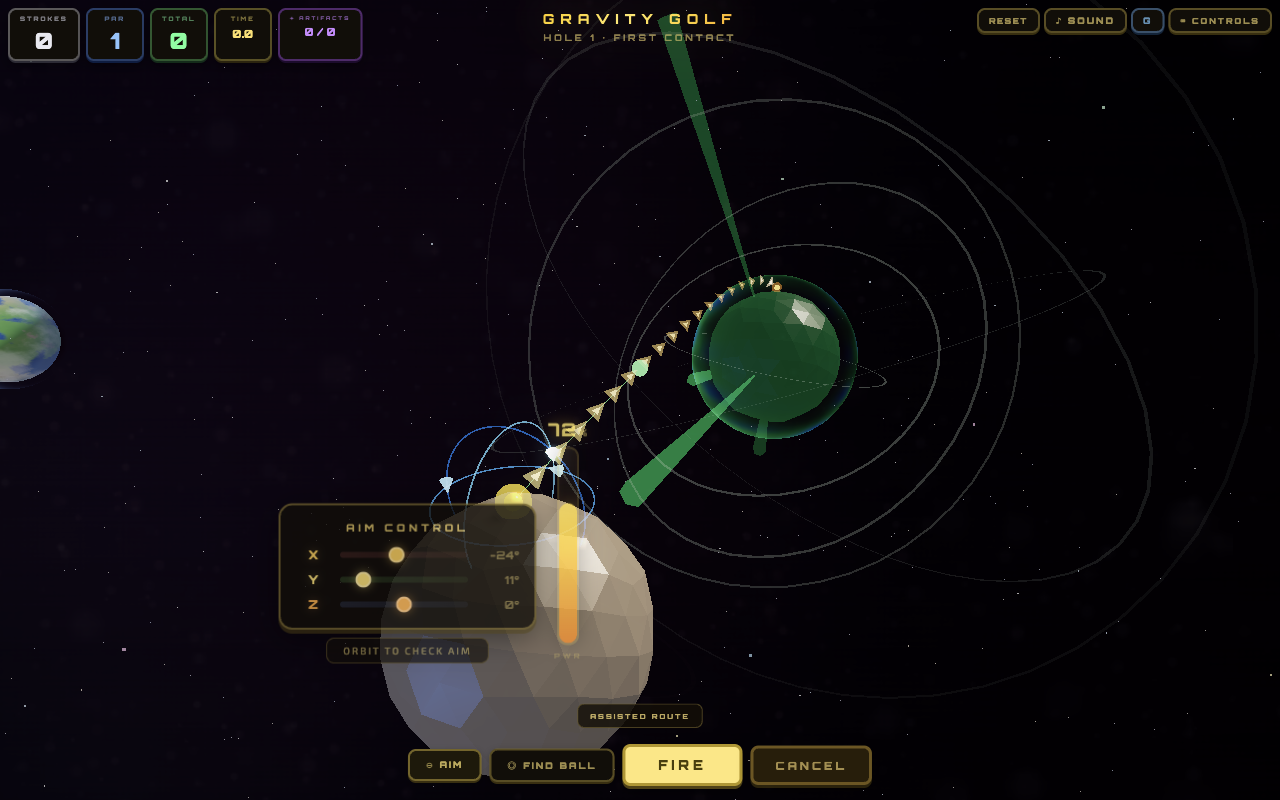 STROKES
0
PAR
1
TOTAL
0
TIME
0.0
ARTIFACTS
0/0
GRAVITY GOLF
HOLE 1 · FIRST CONTACT
RESET
♪ SOUND
G
CONTROLS
72%
AIM CONTROL
X
-24°
Y
11°
Z
0°
PWR
ORBIT TO CHECK AIM
ASSISTED ROUTE
AIM
FIND BALL
FIRE
CANCEL